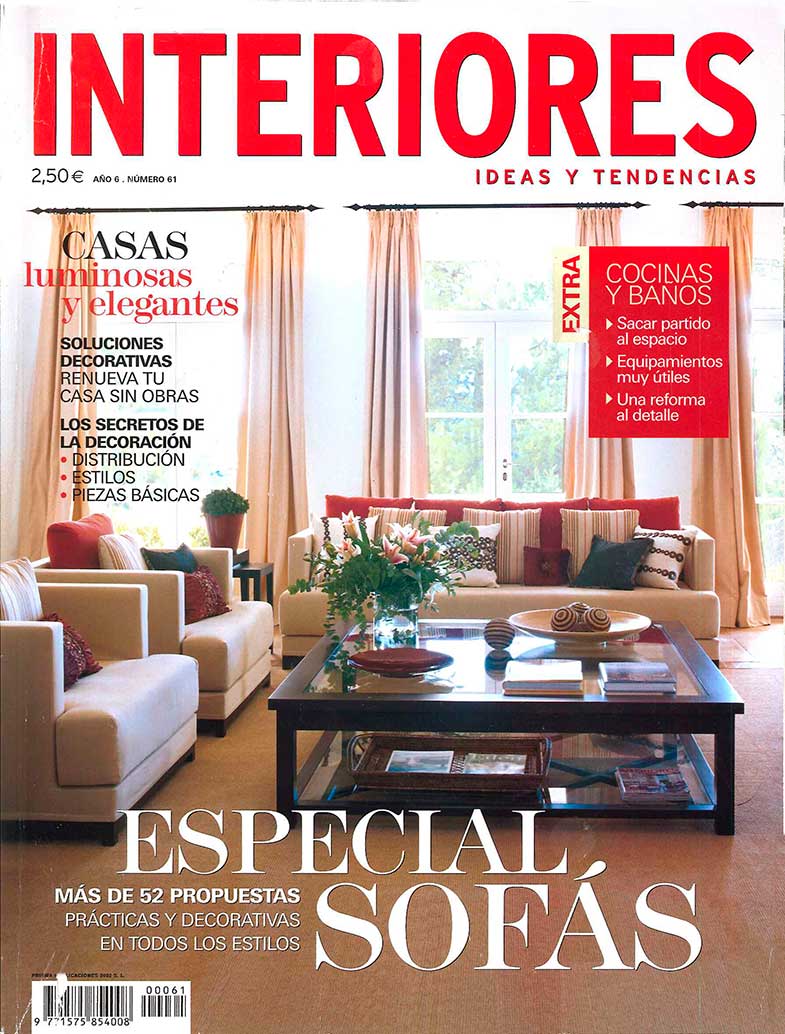 INTERIORES
2,50 € AÑO 6 . NÚMERO 61
IDEAS Y TENDENCIAS
CASAS
luminosas
y elegantes
SOLUCIONES
DECORATIVAS
RENUEVA TU
CASA SIN OBRAS
LOS SECRETOS DE
LA DECORACIÓN
• DISTRIBUCIÓN
• ESTILOS
• PIEZAS BÁSICAS
EXTRA
COCINAS
Y BAÑOS
Sacar partido
al espacio
Equipamientos
muy útiles
Una reforma
al detalle
ESPECIAL
SOFÁS
MÁS DE 52 PROPUESTAS
PRÁCTICAS Y DECORATIVAS
EN TODOS LOS ESTILOS
2002 S. L.
00061
9 771575 854008